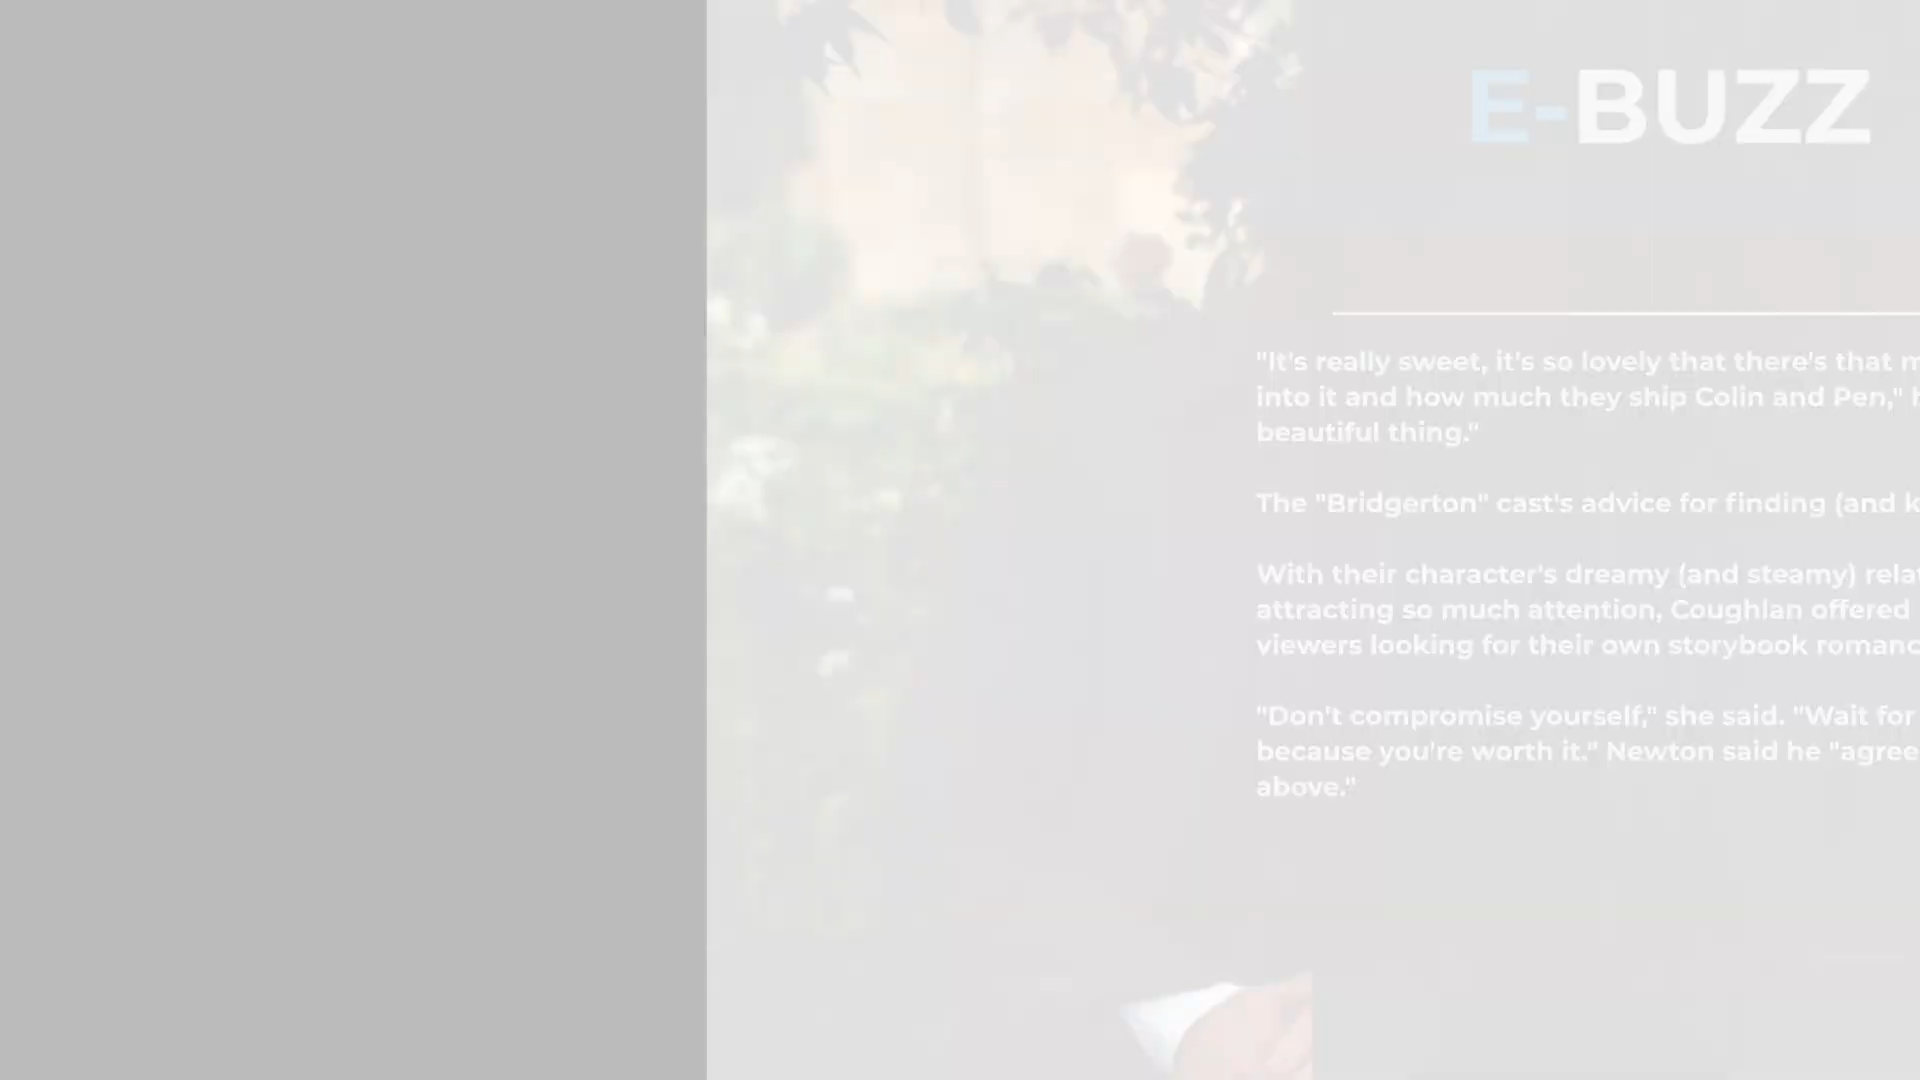 E-BUZZ
"It's really sweet, it's so lovely that there's that
into it and how much they ship Colin and Pen,"
beautiful thing."
The "Bridgerton" cast's advice for finding (and
With their character's dreamy (and steamy)
attracting so much attention, Coughlan offered
viewers looking for their own storybook
"Don't compromise yourself," she said. "Wait for
because you're worth it." Newton said he
above."